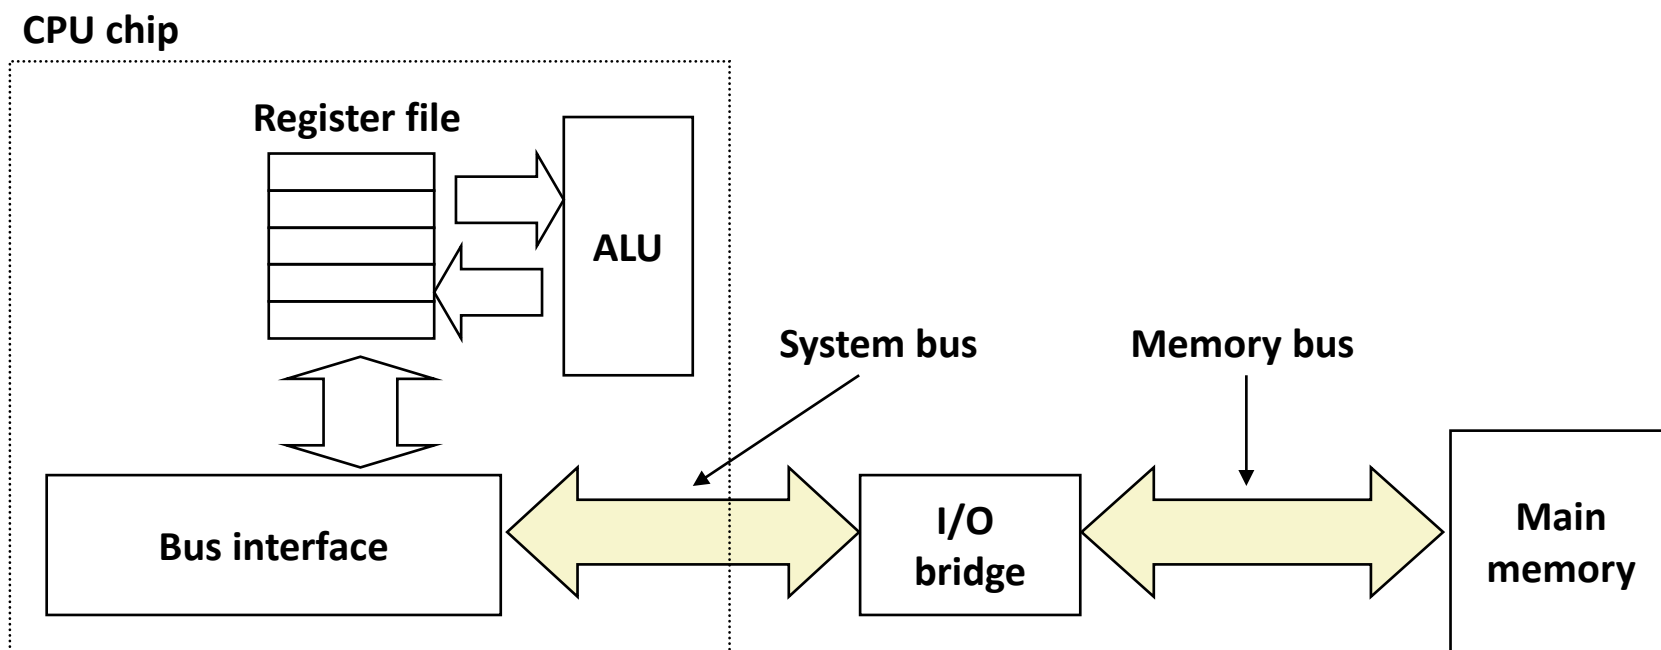 CPU chip
Register file
ALU
System bus
Memory bus
Bus interface
I/O
bridge
Main
memory